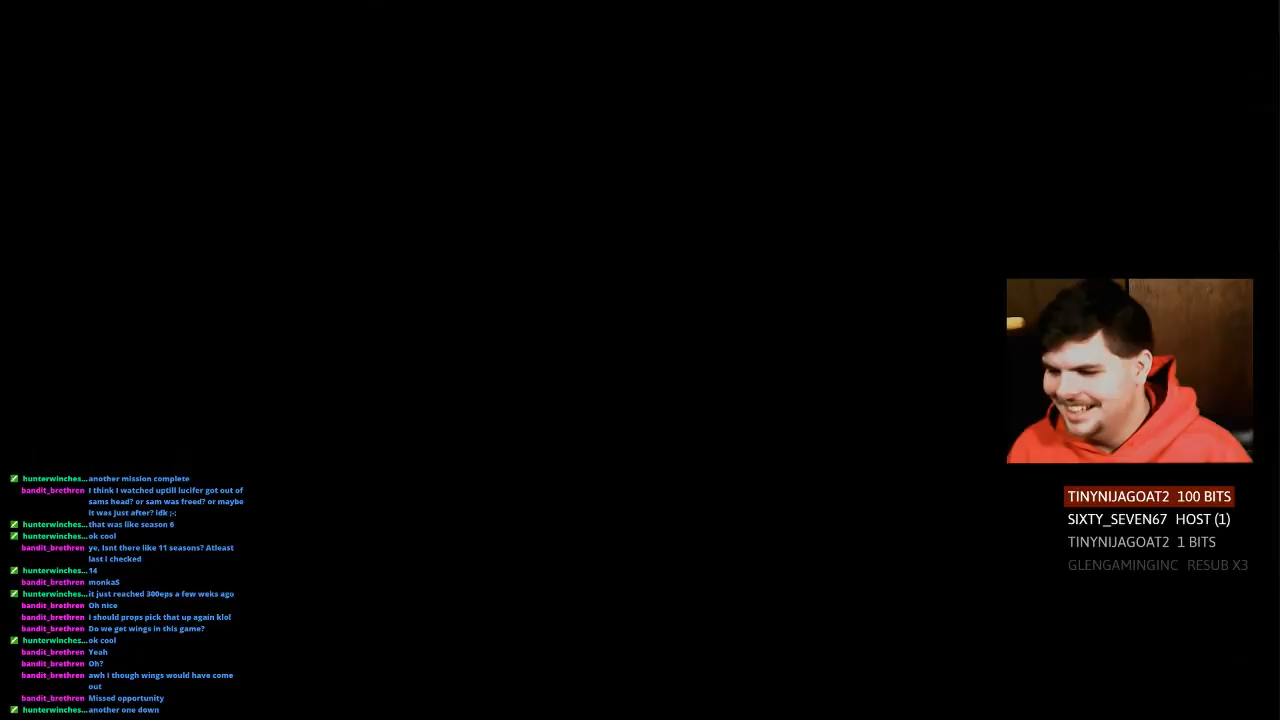 hunterwinches... another mission complete
bandit_brethren I think I watched uptill lucifer got out of
sams head? or sam was freed? or maybe
it was just after? idk ;-;
hunterwinches... that was like season 6
hunterwinches... ok cool
bandit_brethren ye, Isnt there like 11 seasons? Atleast
last i checked
hunterwinches... 14
bandit_brethren monkaS
hunterwinches... it just reached 300eps a few weks ago
bandit_brethren Oh nice
bandit_brethren I should props pick that up again klol
bandit_brethren Do we get wings in this game?
hunterwinches... ok cool
bandit_brethren Yeah
bandit_brethren Oh?
bandit_brethren awh I though wings would have come
out
bandit_brethren Missed opportunity
hunterwinches... another one down
TINYNIJAGOAT2 100 BITS
SIXTY_SEVEN67 HOST (1)
TINYNIJAGOAT2 1 BITS
GLENGAMINGINC RESUB X3